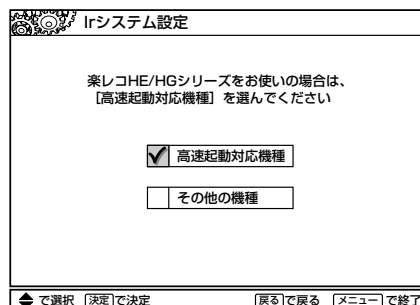 Irシステム設定
楽レコHE/HGシリーズをお使いの場合は、
［高速起動対応機種］を選んでください
高速起動対応機種
その他の機種
で選択 決定で決定 戻るで戻る メニューで終了